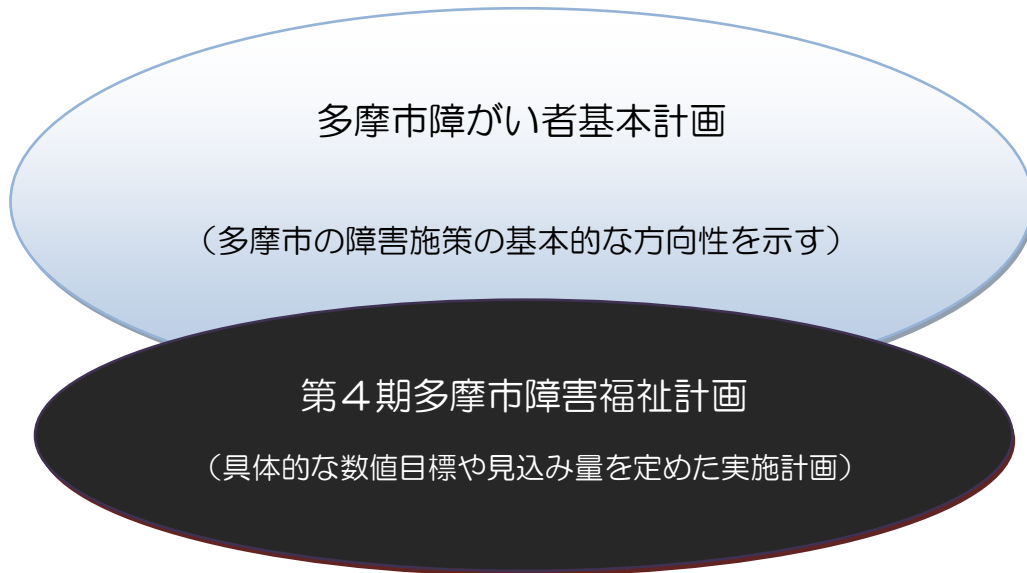 多摩市障がい者基本計画
（多摩市の障害施策の基本的な方向性を示す）
第４期多摩市障害福祉計画
（具体的な数値目標や見込み量を定めた実施計画）